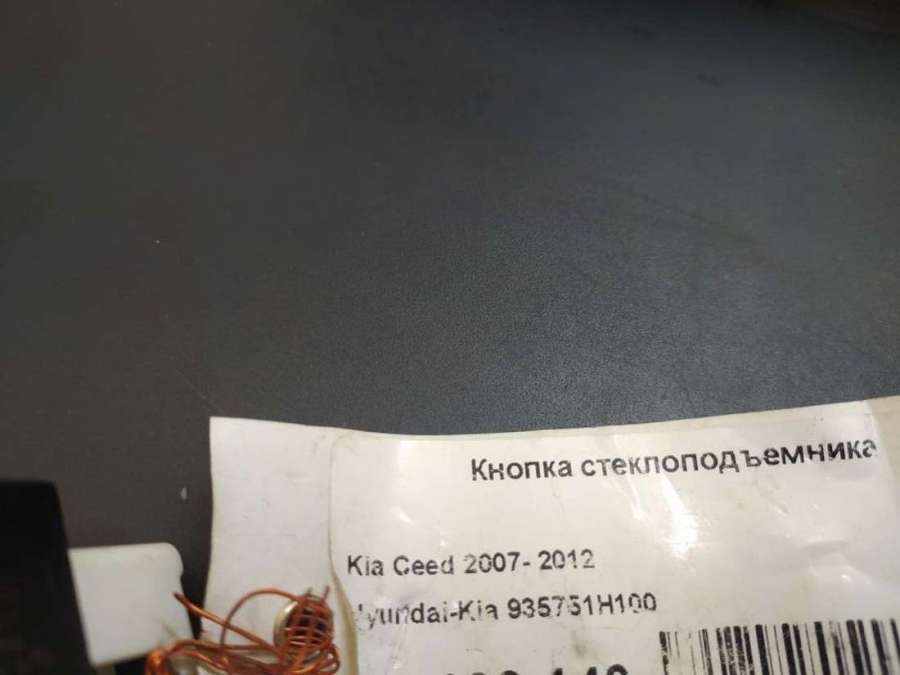 Кнопка стеклоподъемника
Kia Ceed 2007- 2012
Hyundai-Kia 935751H100